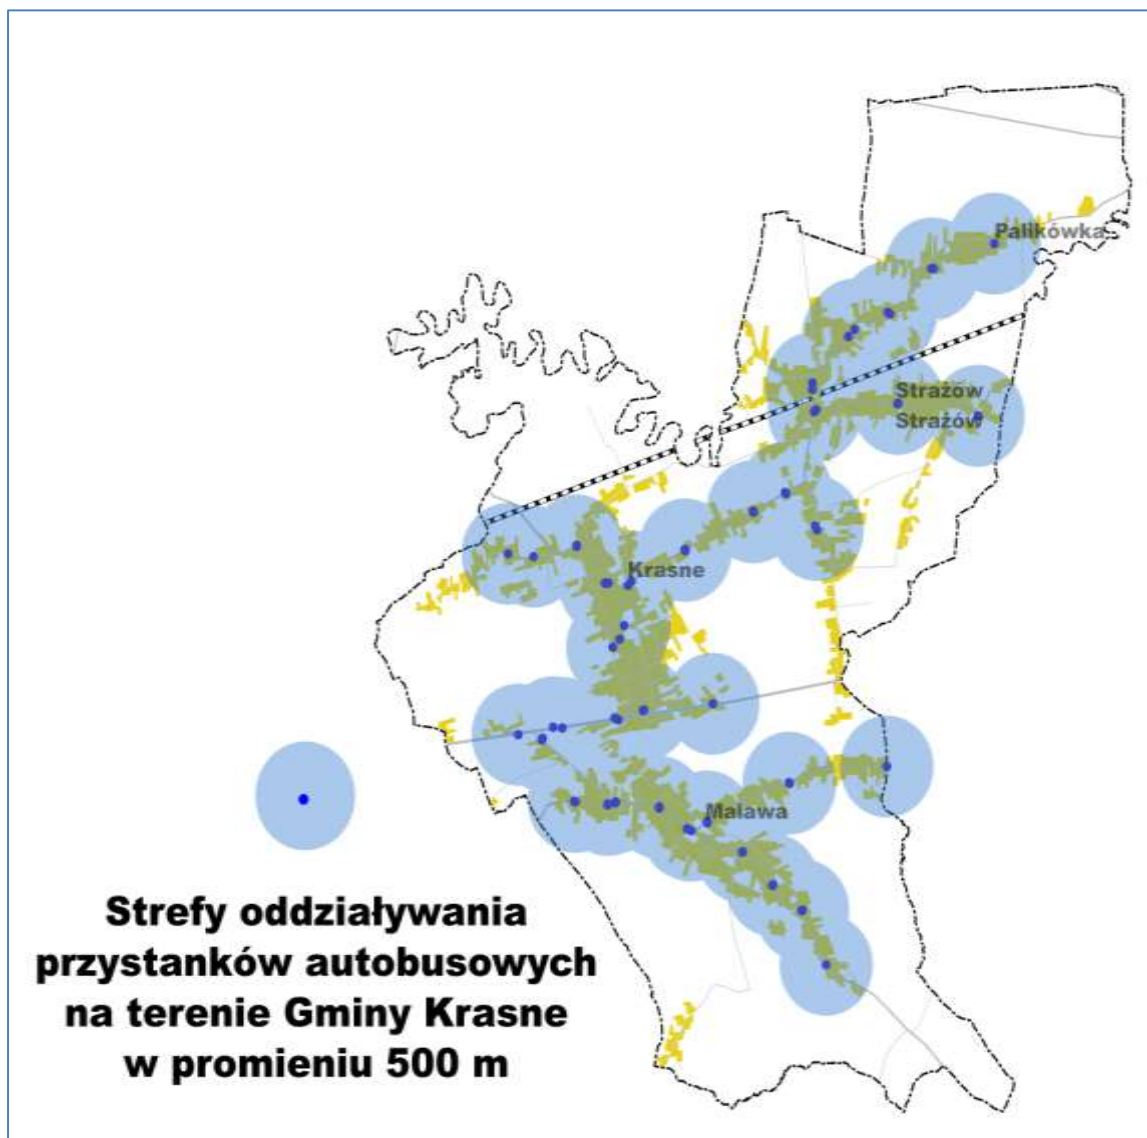 Palikówka
Strażów
Strażów
Krasne
Malawa
Strefy oddziaływania
przystanków autobusowych
na terenie Gminy Krasne
w promieniu 500 m